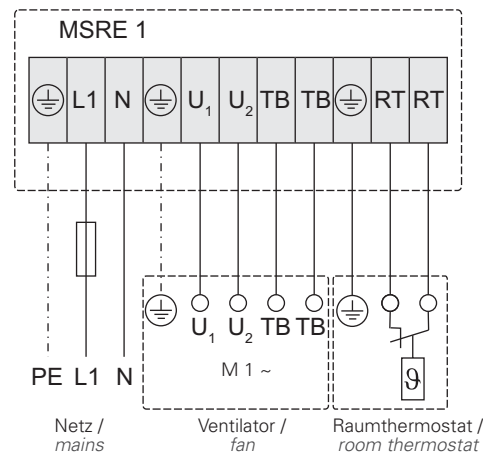 MSRE 1
L1 N U₁ U₂ TB TB RT RT
U₁ U₂ TB TB
M 1 ~
ϑ
PE L1 N
Netz / Ventilator / Raumthermostat /
mains fan room thermostat